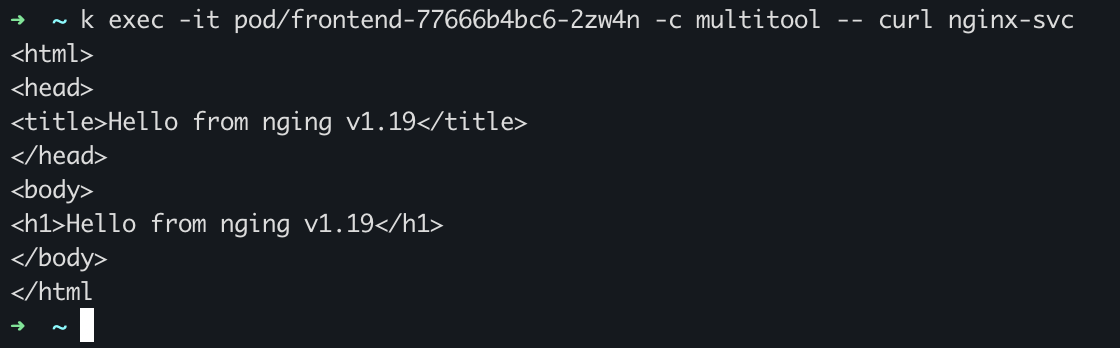 ➜  ~ k exec -it pod/frontend-77666b4bc6-2zw4n -c multitool -- curl nginx-svc
<html>
<head>
<title>Hello from nging v1.19</title>
</head>
<body>
<h1>Hello from nging v1.19</h1>
</body>
</html
➜  ~